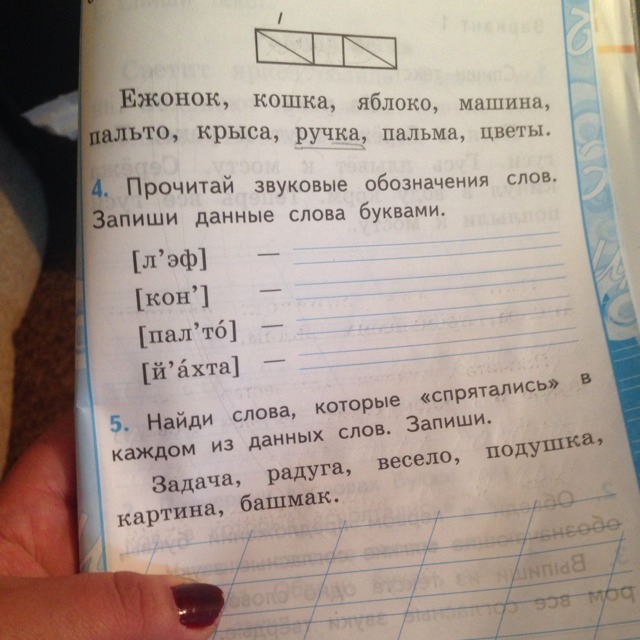 Ежонок, кошка, яблоко, машина,
пальто, крыса, ручка, пальма, цветы.
4. Прочитай звуковые обозначения слов.
Запиши данные слова буквами.
[л’эф] —
[кон’] —
[пал’то́] —
[й’а́хта] —
5. Найди слова, которые «спрятались» в
каждом из данных слов. Запиши.
Задача, радуга, весело, подушка,
картина, башмак.